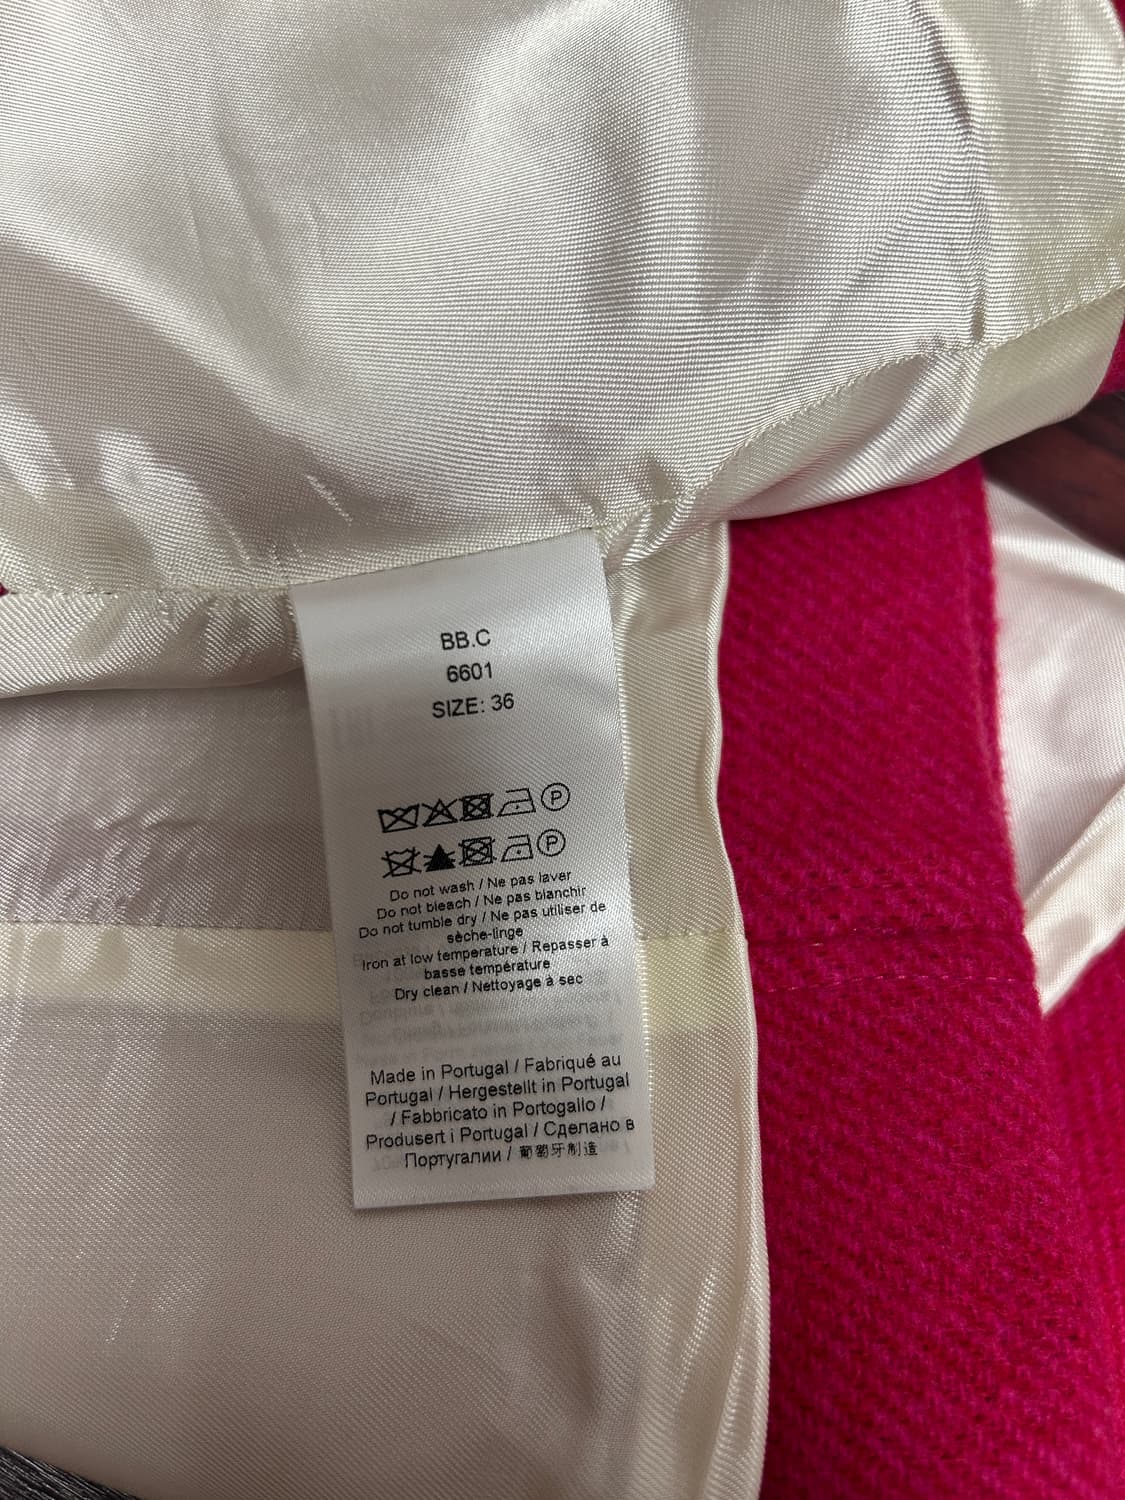 BB.C
6601
SIZE: 36
P
P
Do not wash / Ne pas laver
Do not bleach / Ne pas blanchir
Do not tumble dry / Ne pas utiliser de
sèche-linge
Iron at low temperature / Repasser à
basse température
Dry clean / Nettoyage à sec
Made in Portugal / Fabriqué au
Portugal / Hergestellt in Portugal
/ Fabbricato in Portogallo /
Produsert i Portugal / Сделано в
Португалии / 葡萄牙制造